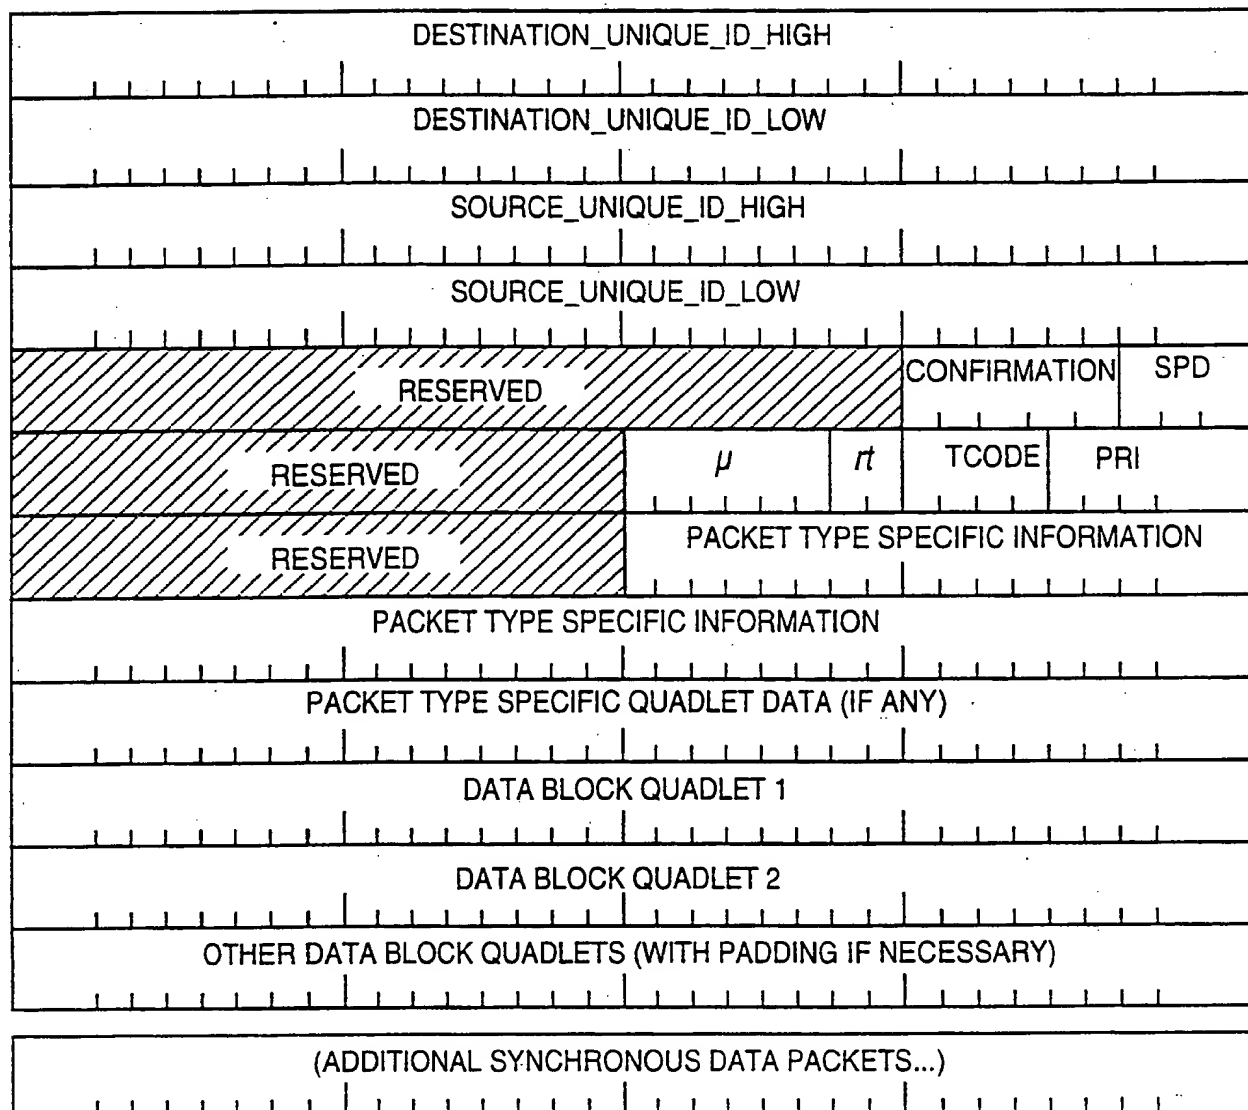 DESTINATION_UNIQUE_ID_HIGH
DESTINATION_UNIQUE_ID_LOW
SOURCE_UNIQUE_ID_HIGH
SOURCE_UNIQUE_ID_LOW
RESERVED CONFIRMATION SPD
RESERVED μ rt TCODE PRI
RESERVED PACKET TYPE SPECIFIC INFORMATION
PACKET TYPE SPECIFIC INFORMATION
PACKET TYPE SPECIFIC QUADLET DATA (IF ANY)
DATA BLOCK QUADLET 1
DATA BLOCK QUADLET 2
OTHER DATA BLOCK QUADLETS (WITH PADDING IF NECESSARY)
(ADDITIONAL SYNCHRONOUS DATA PACKETS...)